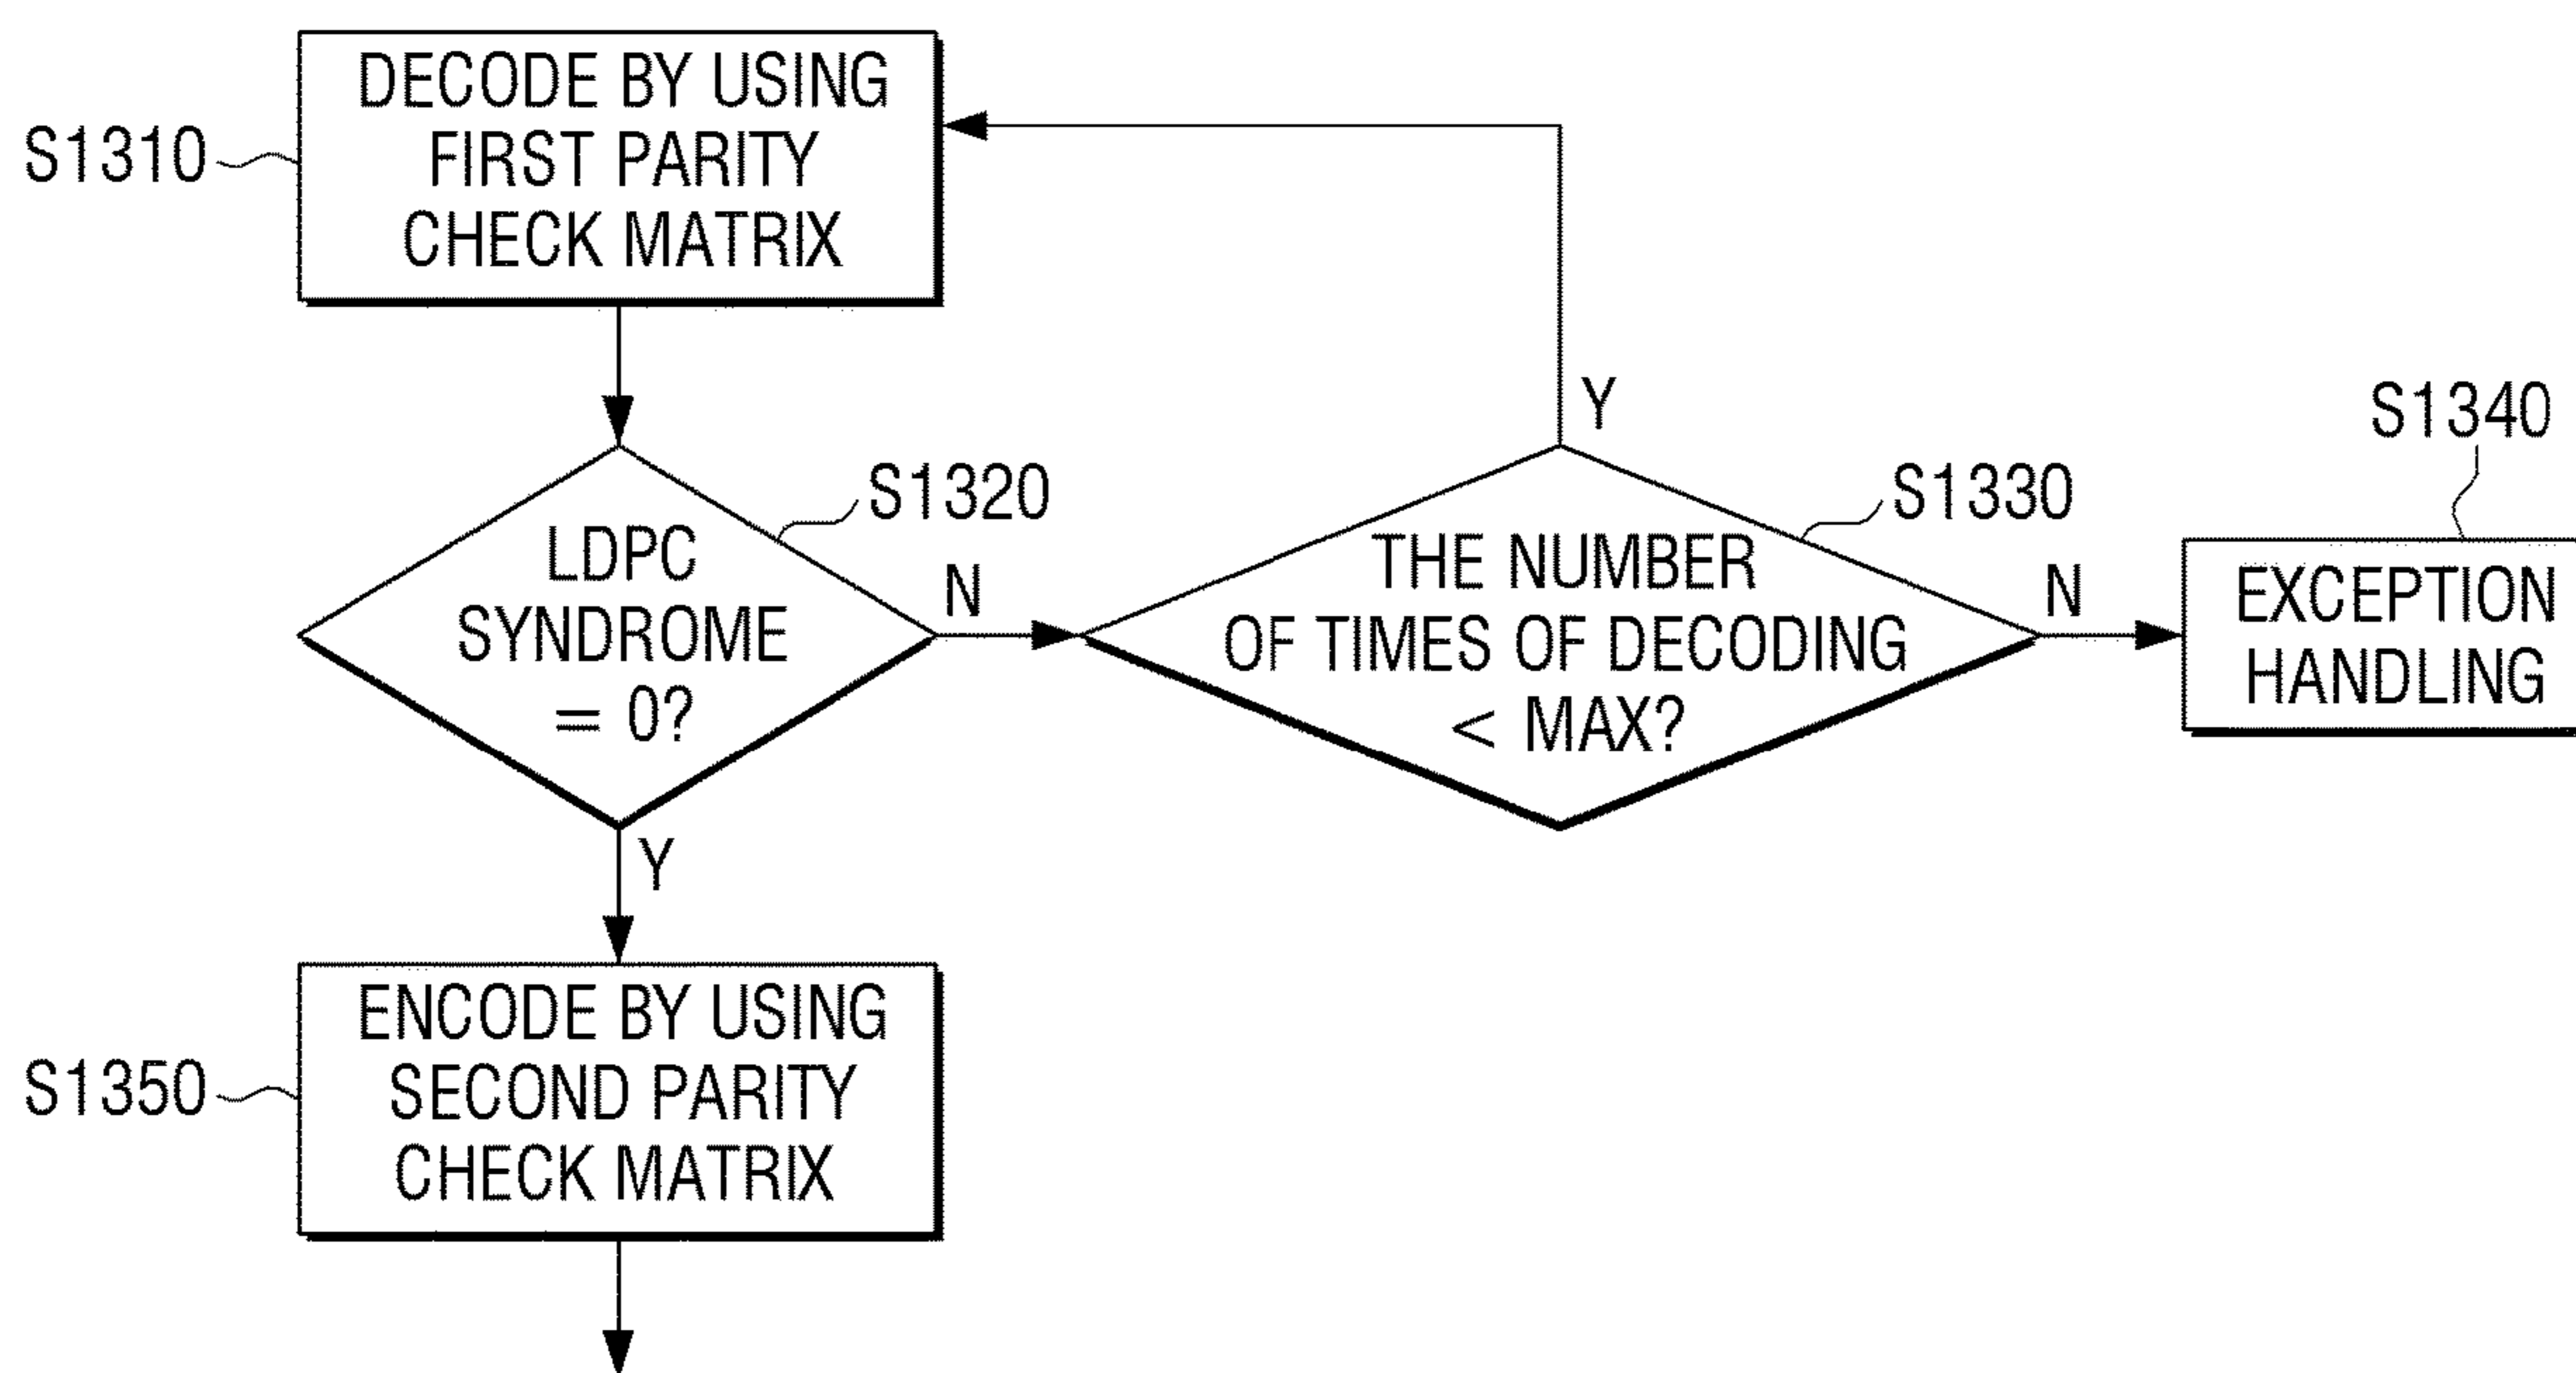 S1310
DECODE BY USING
FIRST PARITY
CHECK MATRIX
S1320
LDPC
SYNDROME
= 0?
N
Y
S1330
THE NUMBER
OF TIMES OF DECODING
< MAX?
Y
N
S1340
EXCEPTION
HANDLING
S1350
ENCODE BY USING
SECOND PARITY
CHECK MATRIX